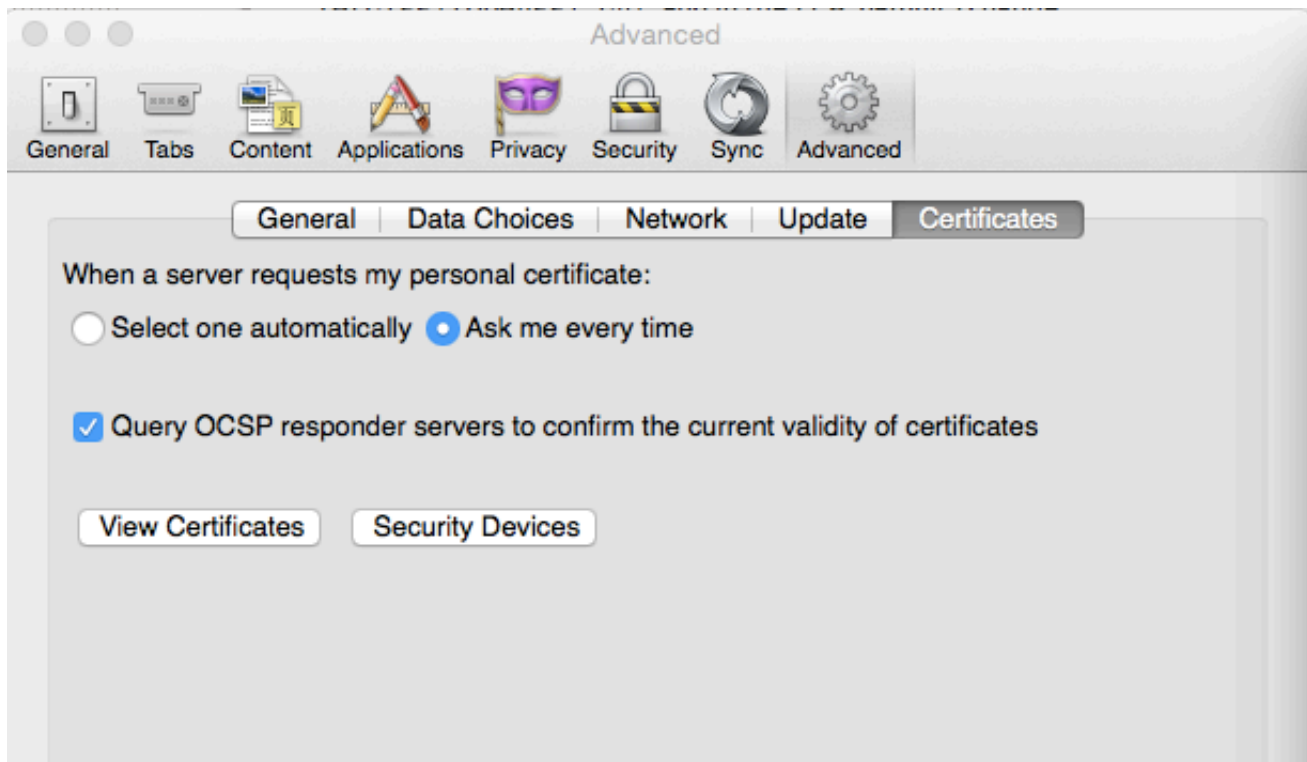 Advanced
页
General Tabs Content Applications Privacy Security Sync Advanced
General Data Choices Network Update Certificates
When a server requests my personal certificate:
Select one automatically Ask me every time
Query OCSP responder servers to confirm the current validity of certificates
View Certificates Security Devices